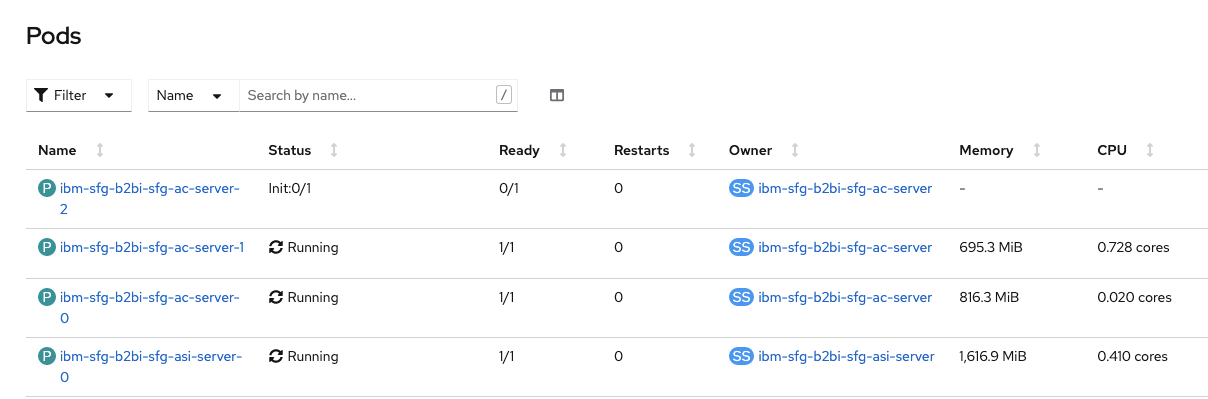 Pods
Filter Name Search by name... /
Name Status Ready Restarts Owner Memory CPU
P ibm-sfg-b2bi-sfg-ac-server- Init:0/1 0/1 0 SS ibm-sfg-b2bi-sfg-ac-server - -
2
P ibm-sfg-b2bi-sfg-ac-server-1 Running 1/1 0 SS ibm-sfg-b2bi-sfg-ac-server 695.3 MiB 0.728 cores
P ibm-sfg-b2bi-sfg-ac-server- Running 1/1 0 SS ibm-sfg-b2bi-sfg-ac-server 816.3 MiB 0.020 cores
0
P ibm-sfg-b2bi-sfg-asi-server- Running 1/1 0 SS ibm-sfg-b2bi-sfg-asi-server 1,616.9 MiB 0.410 cores
0